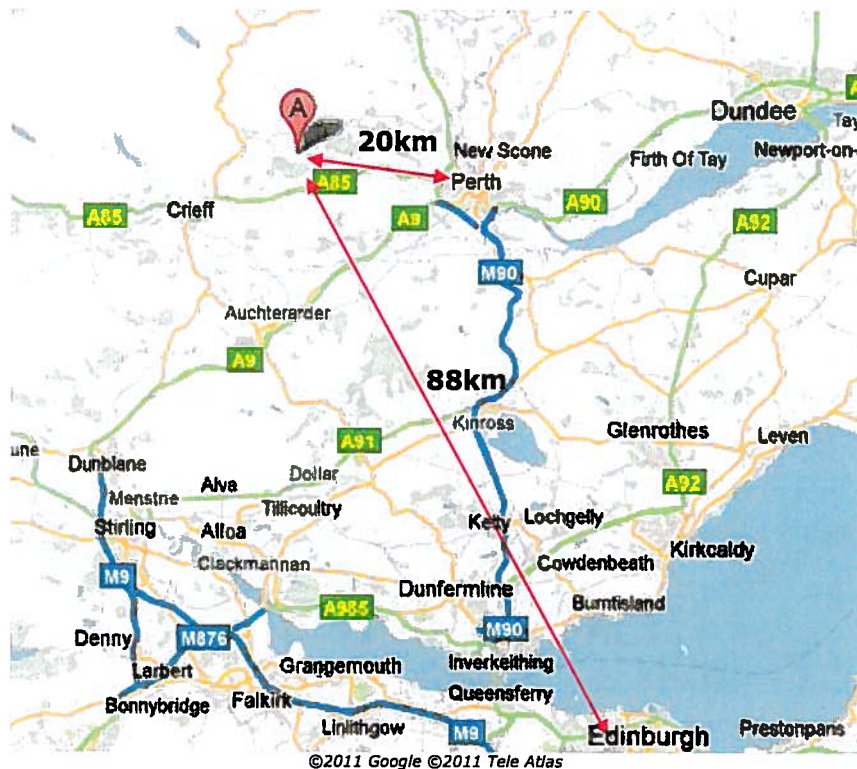 Dundee
A
20km
New Scone
Tay
Firth Of Tay
Newport-on-
Perth
A85
A90
A85
Crieff
A9
A92
M90
Cupar
Auchterarder
A9
88km
Kinross
Glenrothes
Leven
A91
une
Dunblane
Dollar
Alva
A92
Menstrie
Tillicoultry
Stirling
Alloa
Kelty
Lochgelly
Kirkcaldy
Clackmannan
Cowdenbeath
M9
Dunfermline
A985
Burntisland
Denny
M876
M90
Larbert
Grangemouth
Inverkeithing
Bonnybridge
Falkirk
Queensferry
Linlithgow
M9
Edinburgh
Prestonpans
©2011 Google ©2011 Tele Atlas